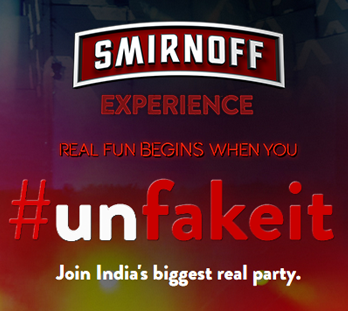 SMIRNOFF
EXPERIENCE
REAL FUN BEGINS WHEN YOU
#unfakeit
Join India's biggest real party.